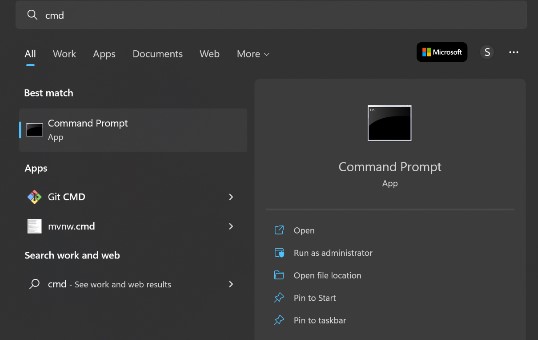 cmd
All Work Apps Documents Web More
Microsoft
S
Best match
Command Prompt
App
Apps
Git CMD
mvnw.cmd
Search work and web
cmd - See work and web results
Command Prompt
App
Open
Run as administrator
Open file location
Pin to Start
Pin to taskbar